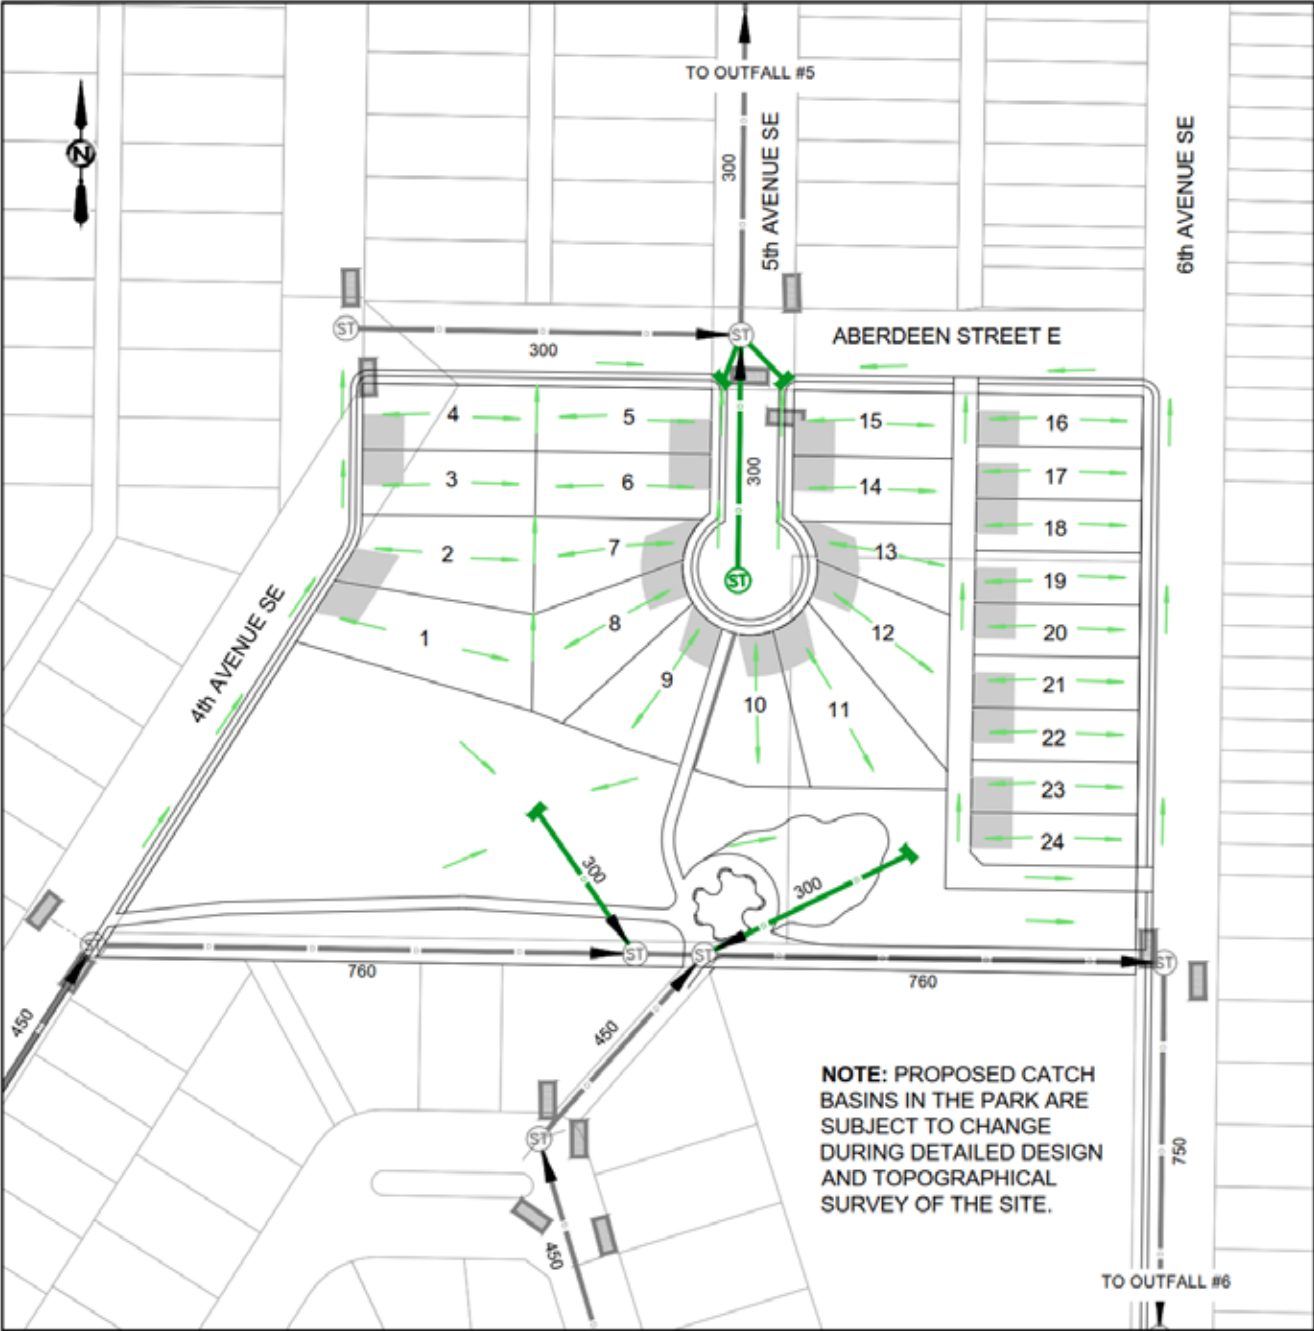 TO OUTFALL #5
300
5th AVENUE SE
6th AVENUE SE
N
ST
ST
300
ABERDEEN STREET E
4
5
15
16
3
6
300
14
17
18
2
7
13
19
ST
1
8
12
20
4th AVENUE SE
9
10
11
21
22
23
24
300
300
ST
ST
ST
ST
760
760
450
450
ST
450
NOTE: PROPOSED CATCH
BASINS IN THE PARK ARE
SUBJECT TO CHANGE
DURING DETAILED DESIGN
AND TOPOGRAPHICAL
SURVEY OF THE SITE.
750
TO OUTFALL #6